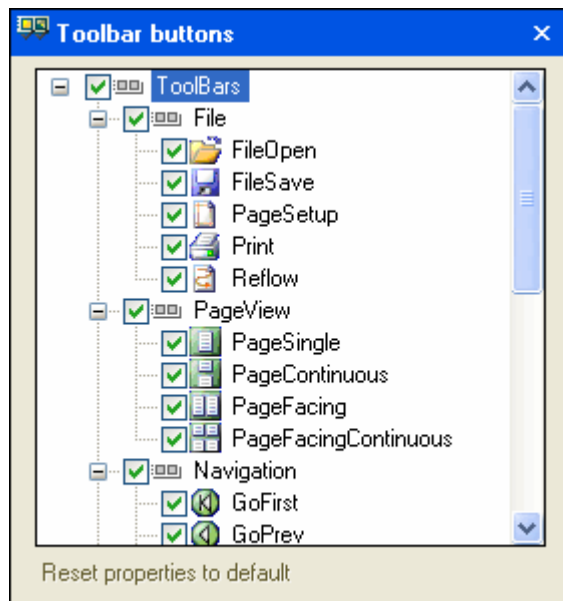 Toolbar buttons
ToolBars
File
FileOpen
FileSave
PageSetup
Print
Reflow
PageView
PageSingle
PageContinuous
PageFacing
PageFacingContinuous
Navigation
GoFirst
GoPrev
Reset properties to default